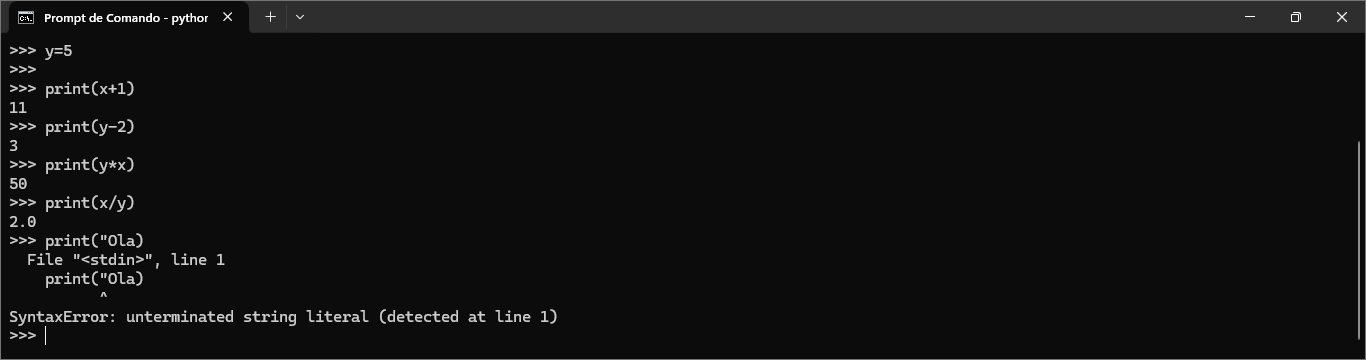 Prompt de Comando - python
>>> y=5
>>>
>>> print(x+1)
11
>>> print(y-2)
3
>>> print(y*x)
50
>>> print(x/y)
2.0
>>> print("Ola)
  File "<stdin>", line 1
    print("Ola)
          ^
SyntaxError: unterminated string literal (detected at line 1)
>>>